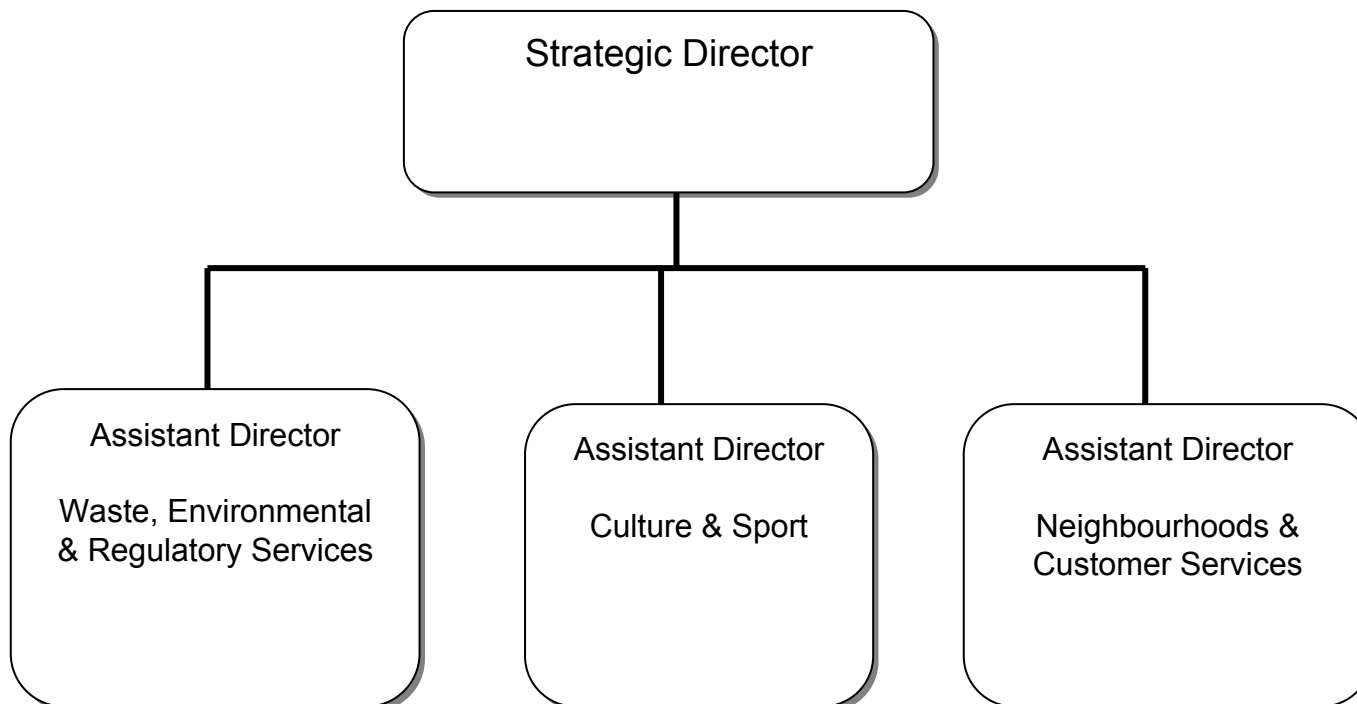 Strategic Director
Assistant Director
Waste, Environmental
& Regulatory Services
Assistant Director
Culture & Sport
Assistant Director
Neighbourhoods &
Customer Services